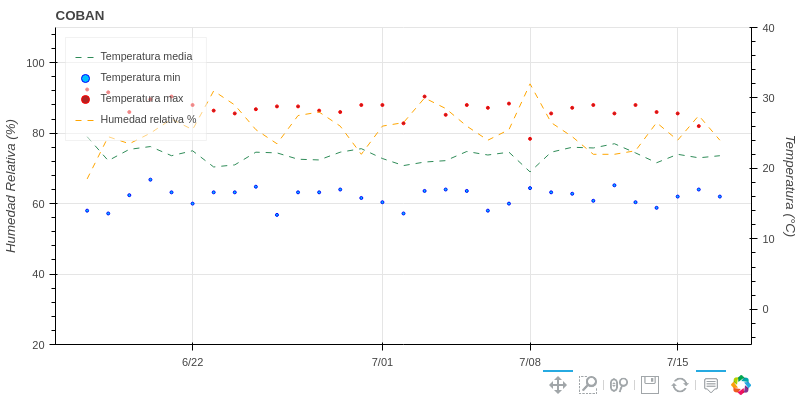 COBAN
Temperatura media
Temperatura min
Temperatura max
Humedad relativa %
Humedad Relativa (%)
100
80
60
40
20
Temperatura (°C)
40
30
20
10
0
6/22
7/01
7/08
7/15